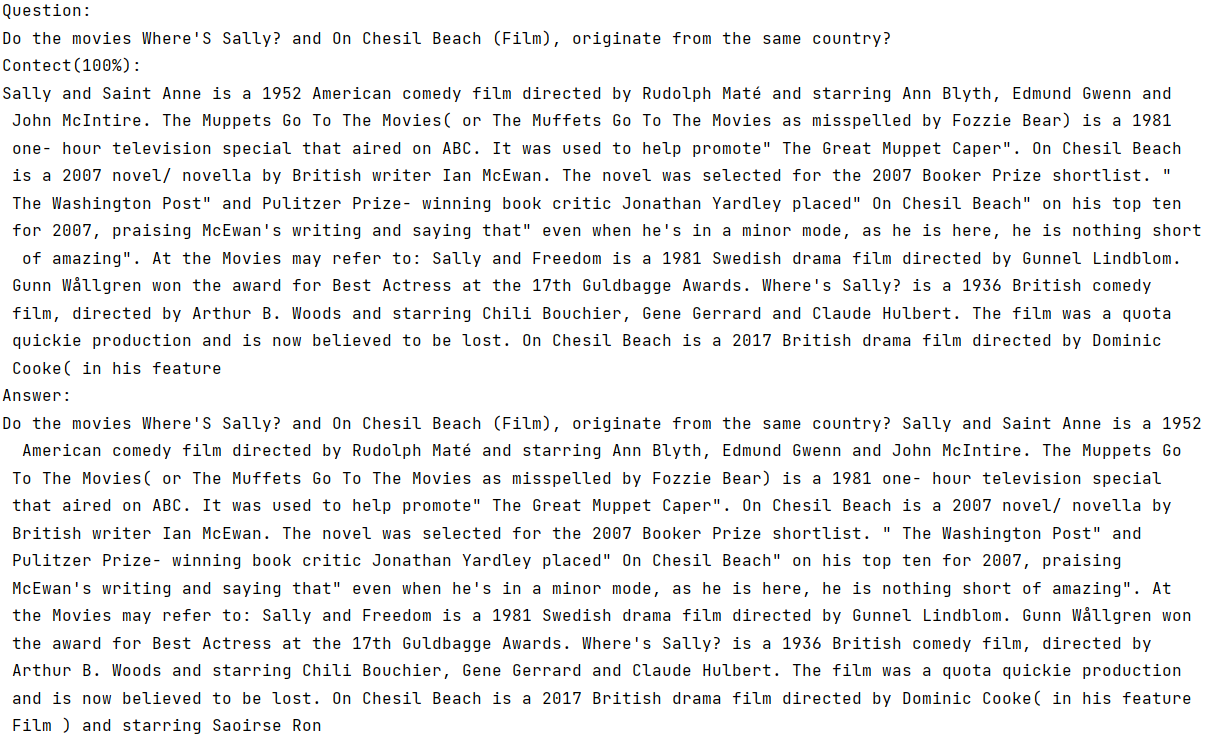 Question:
Do the movies Where'S Sally? and On Chesil Beach (Film), originate from the same country?
Contect(100%):
Sally and Saint Anne is a 1952 American comedy film directed by Rudolph Maté and starring Ann Blyth, Edmund Gwenn and
John McIntire. The Muppets Go To The Movies( or The Muffets Go To The Movies as misspelled by Fozzie Bear) is a 1981
one- hour television special that aired on ABC. It was used to help promote" The Great Muppet Caper". On Chesil Beach
is a 2007 novel/ novella by British writer Ian McEwan. The novel was selected for the 2007 Booker Prize shortlist. "
The Washington Post" and Pulitzer Prize- winning book critic Jonathan Yardley placed" On Chesil Beach" on his top ten
for 2007, praising McEwan's writing and saying that" even when he's in a minor mode, as he is here, he is nothing short
of amazing". At the Movies may refer to: Sally and Freedom is a 1981 Swedish drama film directed by Gunnel Lindblom.
Gunn Wållgren won the award for Best Actress at the 17th Guldbagge Awards. Where's Sally? is a 1936 British comedy
film, directed by Arthur B. Woods and starring Chili Bouchier, Gene Gerrard and Claude Hulbert. The film was a quota
quickie production and is now believed to be lost. On Chesil Beach is a 2017 British drama film directed by Dominic
Cooke( in his feature
Answer:
Do the movies Where'S Sally? and On Chesil Beach (Film), originate from the same country? Sally and Saint Anne is a 1952
American comedy film directed by Rudolph Maté and starring Ann Blyth, Edmund Gwenn and John McIntire. The Muppets Go
To The Movies( or The Muffets Go To The Movies as misspelled by Fozzie Bear) is a 1981 one- hour television special
that aired on ABC. It was used to help promote" The Great Muppet Caper". On Chesil Beach is a 2007 novel/ novella by
British writer Ian McEwan. The novel was selected for the 2007 Booker Prize shortlist. " The Washington Post" and
Pulitzer Prize- winning book critic Jonathan Yardley placed" On Chesil Beach" on his top ten for 2007, praising
McEwan's writing and saying that" even when he's in a minor mode, as he is here, he is nothing short of amazing". At
the Movies may refer to: Sally and Freedom is a 1981 Swedish drama film directed by Gunnel Lindblom. Gunn Wållgren won
the award for Best Actress at the 17th Guldbagge Awards. Where's Sally? is a 1936 British comedy film, directed by
Arthur B. Woods and starring Chili Bouchier, Gene Gerrard and Claude Hulbert. The film was a quota quickie production
and is now believed to be lost. On Chesil Beach is a 2017 British drama film directed by Dominic Cooke( in his feature
Film ) and starring Saoirse Ron